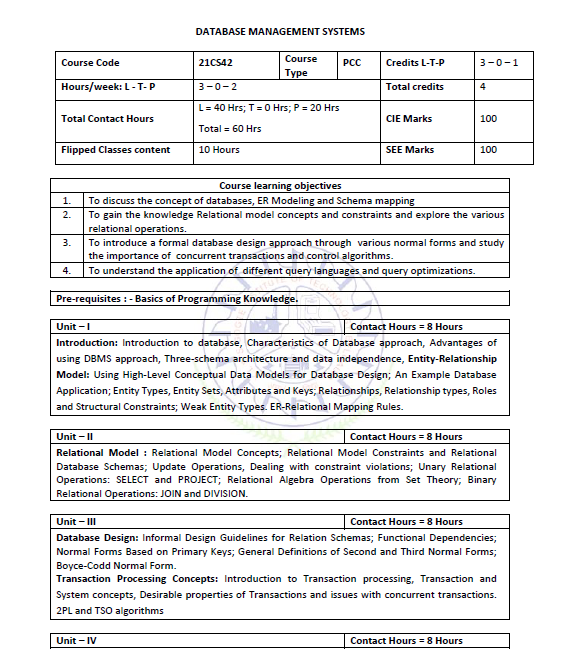 DATABASE MANAGEMENT SYSTEMS
Course Code 21CS42 Course Type PCC Credits L-T-P 3 – 0 – 1
Hours/week: L - T- P 3 – 0 – 2 Total credits 4
Total Contact Hours L = 40 Hrs; T = 0 Hrs; P = 20 Hrs
Total = 60 Hrs CIE Marks 100
Flipped Classes content 10 Hours SEE Marks 100
Course learning objectives
1. To discuss the concept of databases, ER Modeling and Schema mapping
2. To gain the knowledge Relational model concepts and constraints and explore the various
relational operations.
3. To introduce a formal database design approach through various normal forms and study
the importance of concurrent transactions and control algorithms.
4. To understand the application of different query languages and query optimizations.
Pre-requisites : - Basics of Programming Knowledge.
Unit – I Contact Hours = 8 Hours
Introduction: Introduction to database, Characteristics of Database approach, Advantages of
using DBMS approach, Three-schema architecture and data independence, Entity-Relationship
Model: Using High-Level Conceptual Data Models for Database Design; An Example Database
Application; Entity Types, Entity Sets, Attributes and Keys; Relationships, Relationship types, Roles
and Structural Constraints; Weak Entity Types. ER-Relational Mapping Rules.
Unit – II Contact Hours = 8 Hours
Relational Model : Relational Model Concepts; Relational Model Constraints and Relational
Database Schemas; Update Operations, Dealing with constraint violations; Unary Relational
Operations: SELECT and PROJECT; Relational Algebra Operations from Set Theory; Binary
Relational Operations: JOIN and DIVISION.
Unit – III Contact Hours = 8 Hours
Database Design: Informal Design Guidelines for Relation Schemas; Functional Dependencies;
Normal Forms Based on Primary Keys; General Definitions of Second and Third Normal Forms;
Boyce-Codd Normal Form.
Transaction Processing Concepts: Introduction to Transaction processing, Transaction and
System concepts, Desirable properties of Transactions and issues with concurrent transactions.
2PL and TSO algorithms
Unit – IV Contact Hours = 8 Hours